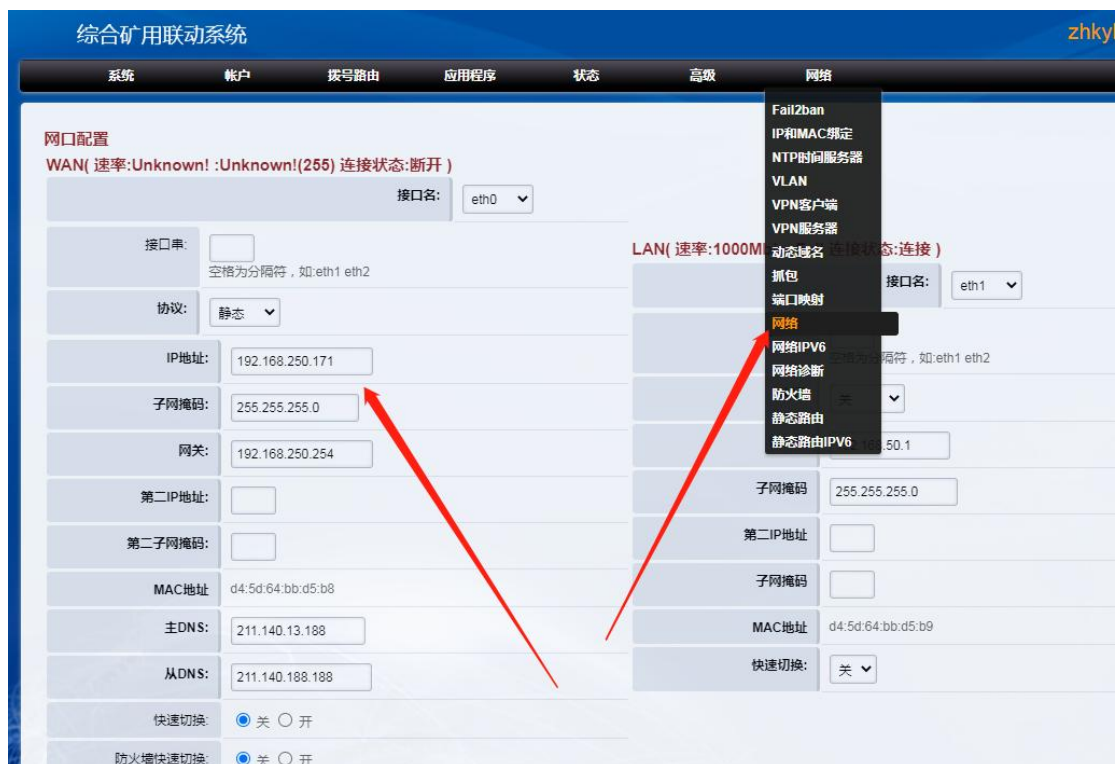 综合矿用联动系统
zhkyl
系统 帐户 拨号路由 应用程序 状态 高级 网络
Fail2ban
IP和MAC绑定
NTP时间服务器
VLAN
VPN客户端
VPN服务器
动态域名
抓包
端口映射
网络
网络IPV6
网络诊断
防火墙
静态路由
静态路由IPV6
网口配置
WAN( 速率:Unknown! :Unknown!(255) 连接状态:断开 )
接口名: eth0
接口串:
空格为分隔符，如:eth1 eth2
协议: 静态
IP地址: 192.168.250.171
子网掩码: 255.255.255.0
网关: 192.168.250.254
第二IP地址:
第二子网掩码:
MAC地址 d4:5d:64:bb:d5:b8
主DNS: 211.140.13.188
从DNS: 211.140.188.188
快速切换: 关 开
防火墙快速切换: 关 开
LAN( 速率:1000M 连接状态:连接 )
接口名: eth1
空格为分隔符，如:eth1 eth2
关
.50.1
子网掩码 255.255.255.0
第二IP地址
子网掩码
MAC地址 d4:5d:64:bb:d5:b9
快速切换: 关